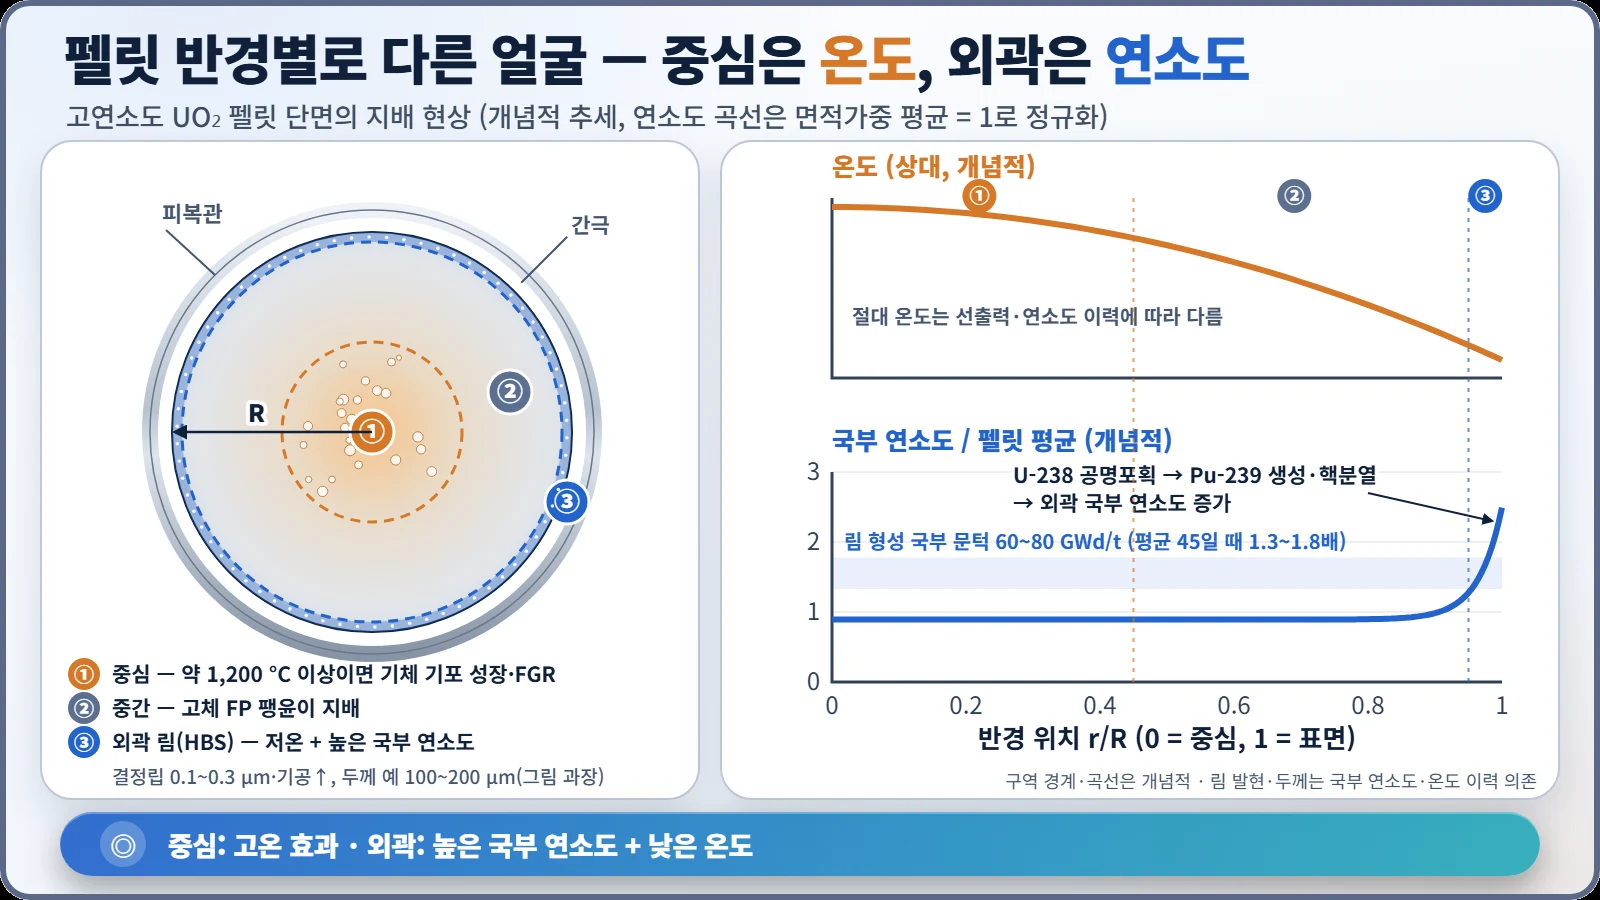 펠릿 반경별로 다른 얼굴 — 중심은 온도, 외곽은 연소도
고연소도 UO₂ 펠릿 단면의 지배 현상 (개념적 추세, 연소도 곡선은 면적가중 평균 = 1로 정규화)
피복관
간극
R
①
②
③
① 중심 — 약 1,200 °C 이상이면 기체 기포 성장·FGR
② 중간 — 고체 FP 팽윤이 지배
③ 외곽 림(HBS) — 저온 + 높은 국부 연소도
결정립 0.1~0.3 µm·기공↑, 두께 예 100~200 µm(그림 과장)
온도 (상대, 개념적)
① ② ③
절대 온도는 선출력·연소도 이력에 따라 다름
국부 연소도 / 펠릿 평균 (개념적)
3
U-238 공명포획 → Pu-239 생성·핵분열
→ 외곽 국부 연소도 증가
2
림 형성 국부 문턱 60~80 GWd/t (평균 45일 때 1.3~1.8배)
1
0
0 0.2 0.4 0.6 0.8 1
반경 위치 r/R (0 = 중심, 1 = 표면)
구역 경계·곡선은 개념적 · 림 발현·두께는 국부 연소도·온도 이력 의존
◎ 중심: 고온 효과 · 외곽: 높은 국부 연소도 + 낮은 온도